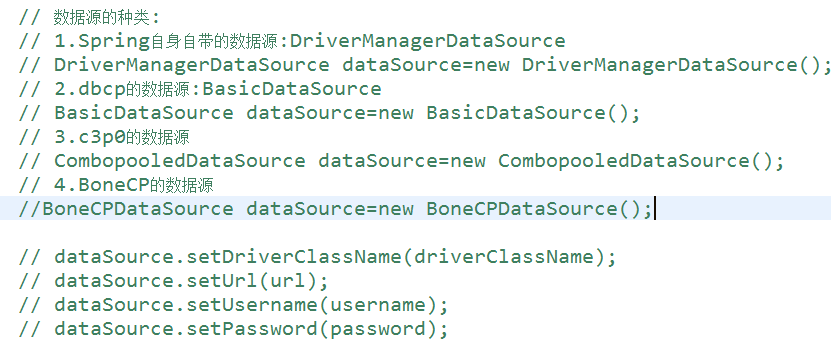 // 数据源的种类:
// 1.Spring自身自带的数据源:DriverManagerDataSource
// DriverManagerDataSource dataSource=new DriverManagerDataSource();
// 2.dbcp的数据源:BasicDataSource
// BasicDataSource dataSource=new BasicDataSource();
// 3.c3p0的数据源
// CombopooledDataSource dataSource=new CombopooledDataSource();
// 4.BoneCP的数据源
//BoneCPDataSource dataSource=new BoneCPDataSource();
// dataSource.setDriverClassName(driverClassName);
// dataSource.setUrl(url);
// dataSource.setUsername(username);
// dataSource.setPassword(password);